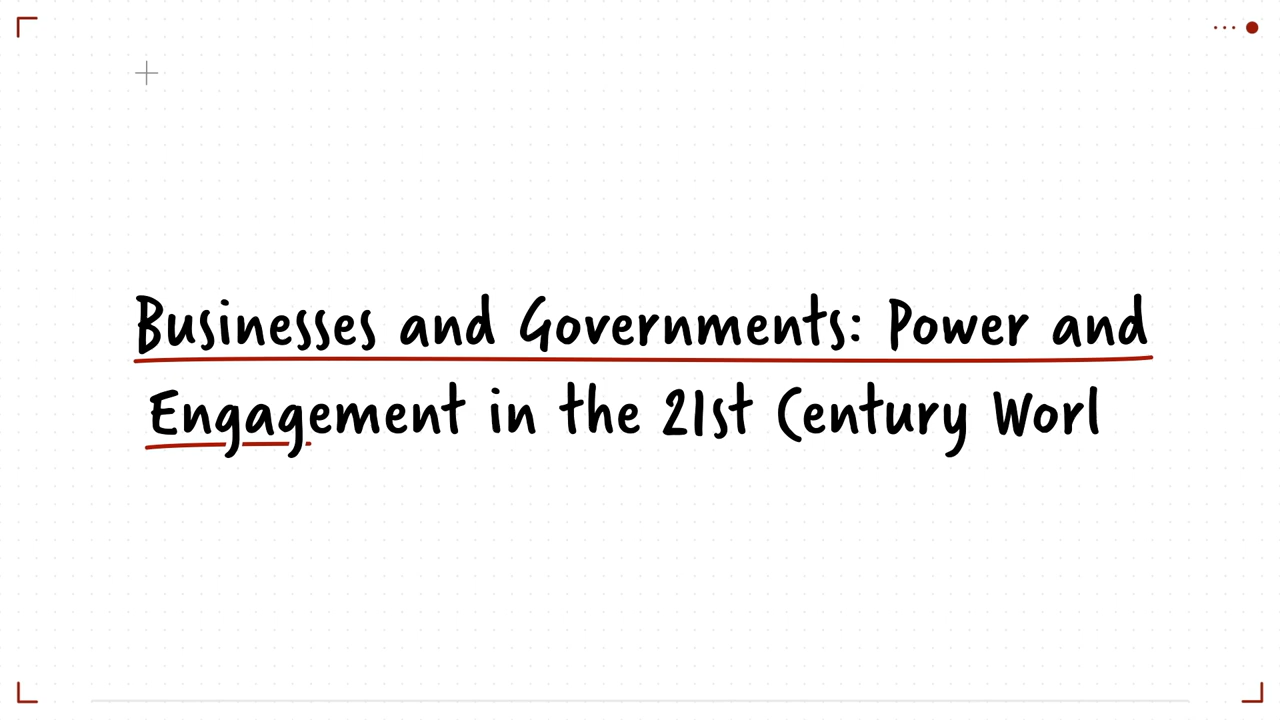 Businesses and Governments: Power and
Engagement in the 21st Century Worl